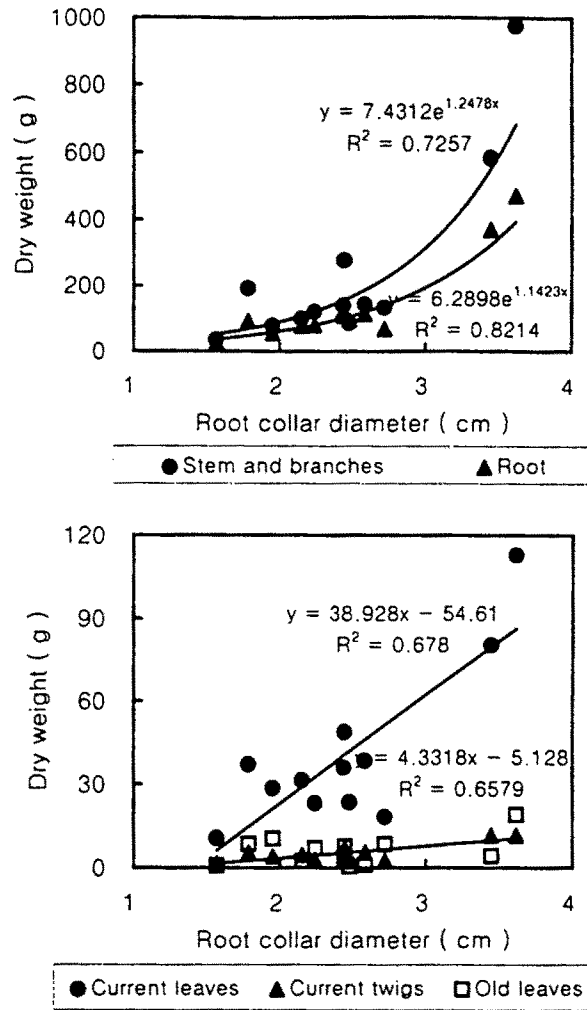 1000
800
600
400
200
0
Dry weight ( g )
y = 7.4312e^1.2478x
R² = 0.7257
y = 6.2898e^1.1423x
R² = 0.8214
1 2 3 4
Root collar diameter ( cm )
● Stem and branches ▲ Root
120
90
60
30
0
Dry weight ( g )
y = 38.928x − 54.61
R² = 0.678
y = 4.3318x − 5.128
R² = 0.6579
1 2 3 4
Root collar diameter ( cm )
● Current leaves ▲ Current twigs □ Old leaves